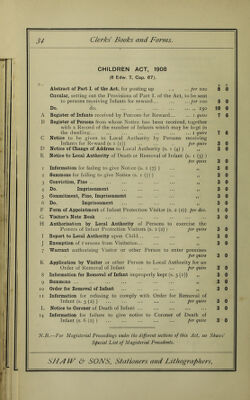 34 Clerks' Books and Forms.
CHILDREN ACT, 1908
(8 Edw. 7, Cap. 67).
Abstract of Part I. of the Act, for posting up ... per 100 8 0
Circular, setting out the Provisions of Part I. of the Act, to be sent
to persons receiving Infants for reward... per 100 5 0
Do. do. ... 250 10 0
A Register of Infants received by Persons for Reward... 1 quire 7 6
B Register of Persons from whom Notice has been received, together
with a Record of the number of Infants which may be kept in
the dwelling... 1 quire 7 6
C Notice to be given to Local Authority by Persons receiving
Infants for Reward (s. 1 (1)) per quire 3 0
D Notice of Change of Address to Local Authority (s. 1 (4)) 3 0
E Notice to Local Authority of Death or Removal of Infant (s. 1 (5))
per quire 3 0
1 Information for failing to give Notice (s. 1 (7)) 3 0
2 Summons for failing to give Notice (s. 1 (7)) 3 0
3 Conviction, Fine 3 0
4 Do. Imprisonment 3 0
5 Commitment, Fine, Imprisonment 3 0
6 Do. Imprisonment 3 0
F Form of Appointment of Infant Protection Visitor (s. 2 (2)) per doz. 1 0
G Visitor's Note Book 3 0
H Authorisation by Local Authority of Persons to exercise the
Powers of Infant Protection Visitors (s. 2 (2)) per quire 3 0
I Report to Local Authority upon Child... 3 0
J Exemption of Persons from Visitation... 3 0
7 Warrant authorising Visitor or other Person to enter premises
per quire 3 0
K Application by Visitor or other Person to Local Authority for an
Order of Removal of Infant per quire 3 0
8 Information for Removal of Infant improperly kept (s. 5 (1)) 3 0
9 Summons 3 0
10 Order for Removal of Infant 3 0
11 Information for refusing to comply with Order for Removal of
Infant (s. 5 (2)) per quire 3 0
L Notice to Coroner of Death of Infant 3 0
12 Information for failure to give notice to Coroner of Death of
Infant (s. 6 (2)) per quire 3 0
N.B.—For Magisterial Proceedings under the different sections of this Act, see Shaws'
Special List of Magisterial Precedents.
SHAW & SONS, Stationers and Lithographers,